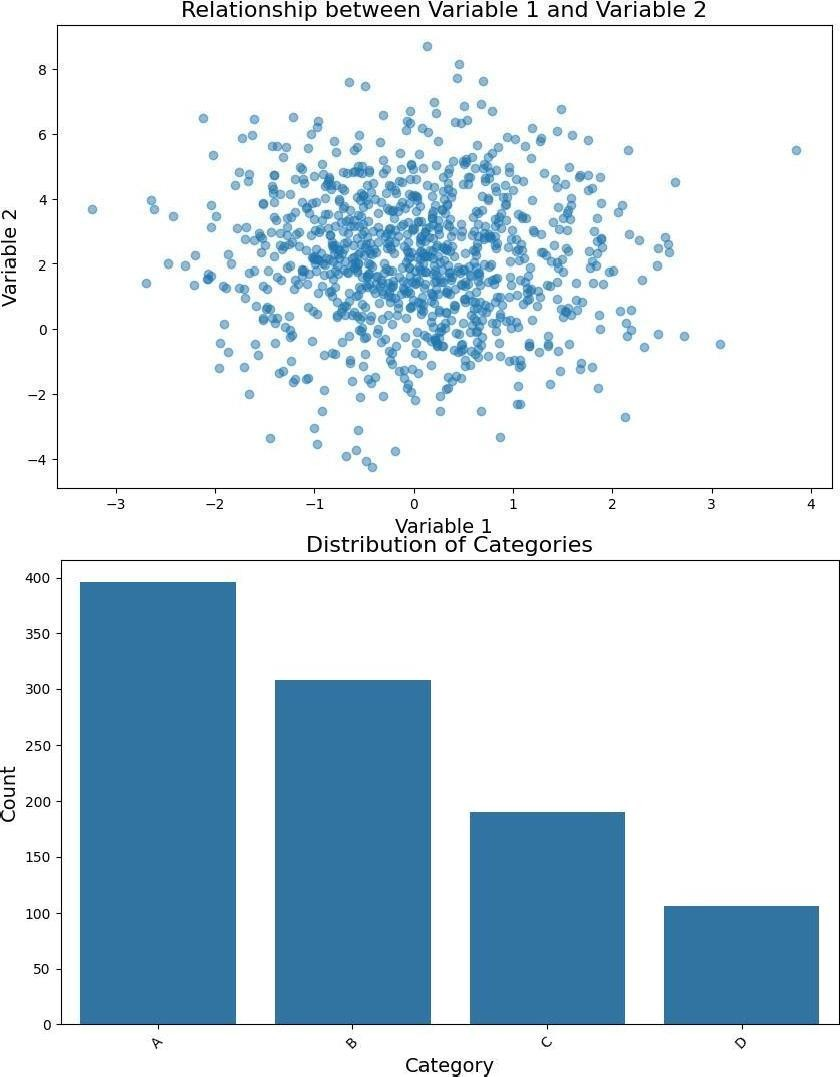 Relationship between Variable 1 and Variable 2
8
6
4
2
0
−2
−4
Variable 2
−3 −2 −1 0 1 2 3 4
Variable 1
Distribution of Categories
400
350
300
250
200
150
100
50
0
Count
A B C D
Category